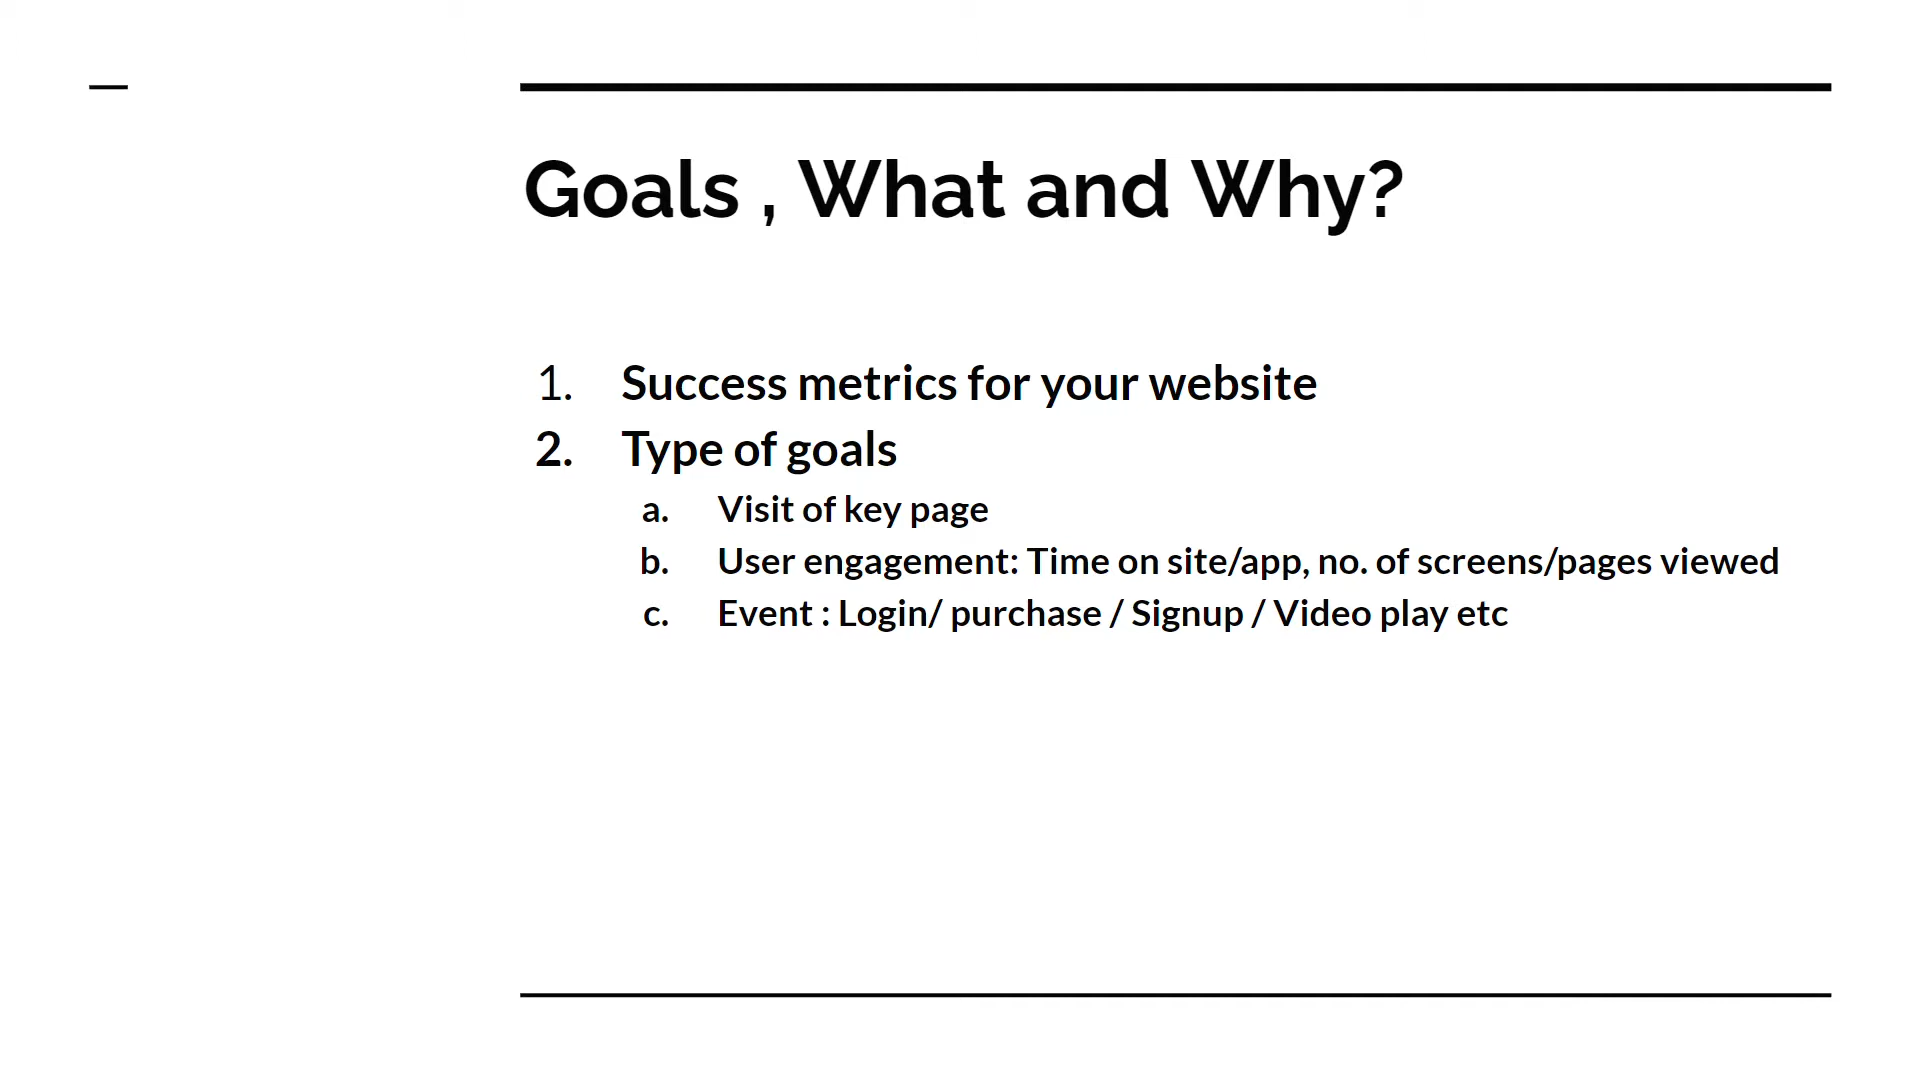 Goals , What and Why?
1. Success metrics for your website
2. Type of goals
a. Visit of key page
b. User engagement: Time on site/app, no. of screens/pages viewed
c. Event : Login/ purchase / Signup / Video play etc